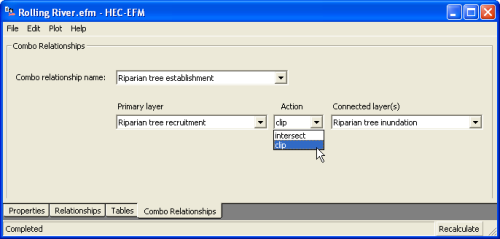 Rolling River.efm - HEC-EFM
File Edit Plot Help
Combo Relationships
Combo relationship name: Riparian tree establishment
Primary layer Action Connected layer(s)
Riparian tree recruitment clip Riparian tree inundation
intersect
clip
Properties Relationships Tables Combo Relationships
Completed Recalculate